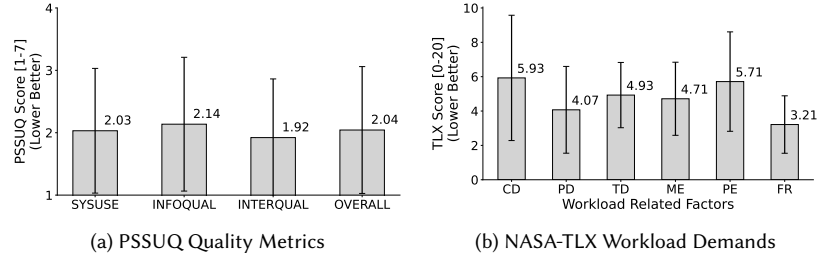 PSSUQ Score [1-7]
(Lower Better)
4
3
2
1
2.03
2.14
1.92
2.04
SYSUSE INFOQUAL INTERQUAL OVERALL
(a) PSSUQ Quality Metrics
TLX Score [0-20]
(Lower Better)
10
8
6
4
2
0
5.93
4.07
4.93
4.71
5.71
3.21
CD PD TD ME PE FR
Workload Related Factors
(b) NASA-TLX Workload Demands